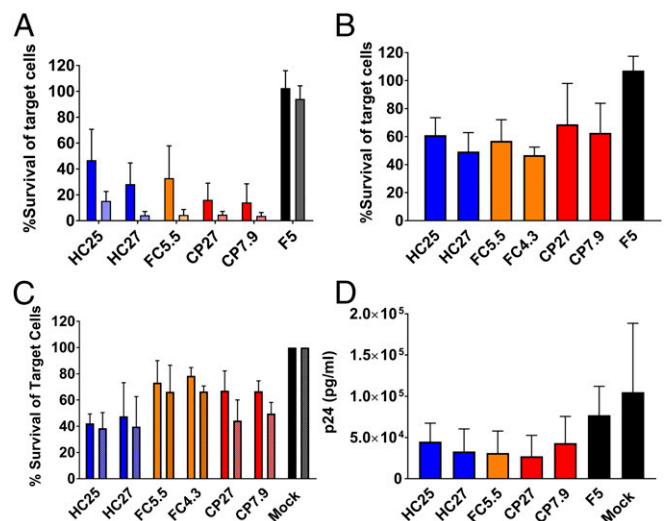 A
%Survival of target cells
120
100
80
60
40
20
0
HC25
HC27
FC5.5
CP27
CP7.9
F5
B
%Survival of target cells
120
100
80
60
40
20
0
HC25
HC27
FC5.5
FC4.3
CP27
CP7.9
F5
C
% Survival of Target Cells
120
100
80
60
40
20
0
HC25
HC27
FC5.5
FC4.3
CP27
CP7.9
Mock
D
p24 (pg/ml)
2.0×10⁵
1.5×10⁵
1.0×10⁵
5.0×10⁴
0
HC25
HC27
FC5.5
CP27
CP7.9
F5
Mock